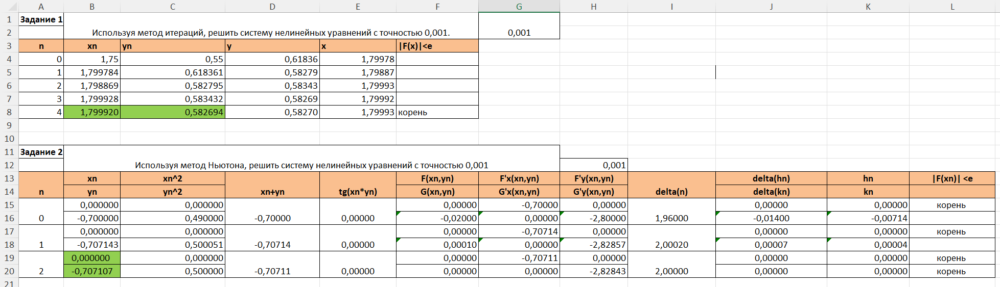 A B C D E F G H I J K L
1 Задание 1
2 Используя метод итераций, решить систему нелинейных уравнений с точностью 0,001. 0,001
3 n xn yn y x |F(x)|<e
4 0 1,75 0,55 0,61836 1,79978
5 1 1,799784 0,618361 0,58279 1,79887
6 2 1,798869 0,582795 0,58343 1,79993
7 3 1,799928 0,583432 0,58269 1,79992
8 4 1,799920 0,582694 0,58270 1,79993 корень
9
10
11 Задание 2
12 Используя метод Ньютона, решить систему нелинейных уравнений с точностью 0,001 0,001
13 xn xn^2 F(xn,yn) F'x(xn,yn) F'y(xn,yn) delta(hn) hn |F(xn)| <e
14 n yn yn^2 xn+yn tg(xn*yn) G(xn,yn) G'x(xn,yn) G'y(xn,yn) delta(n) delta(kn) kn
15 0,000000 0,000000 0,00000 -0,70000 0,00000 0,00000 0,00000 корень
16 0 -0,700000 0,490000 -0,70000 0,00000 -0,02000 0,00000 -2,80000 1,96000 -0,01400 -0,00714
17 0,000000 0,000000 0,00000 -0,70714 0,00000 0,00000 0,00000 корень
18 1 -0,707143 0,500051 -0,70714 0,00000 0,00010 0,00000 -2,82857 2,00020 0,00007 0,00004
19 0,000000 0,000000 0,00000 -0,70711 0,00000 0,00000 0,00000 корень
20 2 -0,707107 0,500000 -0,70711 0,00000 0,00000 0,00000 -2,82843 2,00000 0,00000 0,00000 корень
21